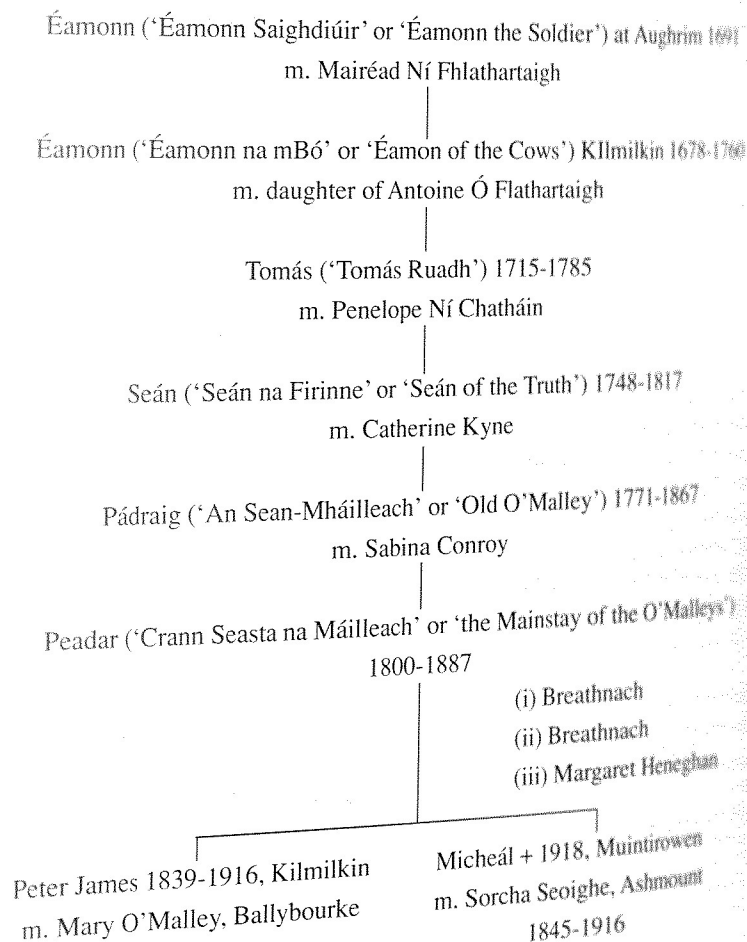 Éamonn (‘Éamonn Saighdiúir’ or ‘Éamonn the Soldier’) at Aughrim 1691
m. Mairéad Ní Fhlathartaigh
Éamonn (‘Éamonn na mBó’ or ‘Éamon of the Cows’) KIlmilkin 1678-1760
m. daughter of Antoine Ó Flathartaigh
Tomás (‘Tomás Ruadh’) 1715-1785
m. Penelope Ní Chatháin
Seán (‘Seán na Firinne’ or ‘Seán of the Truth’) 1748-1817
m. Catherine Kyne
Pádraig (‘An Sean-Mháilleach’ or ‘Old O’Malley’) 1771-1867
m. Sabina Conroy
Peadar (‘Crann Seasta na Máilleach’ or ‘the Mainstay of the O’Malleys’)
1800-1887
(i) Breathnach
(ii) Breathnach
(iii) Margaret Heneghan
Peter James 1839-1916, Kilmilkin
m. Mary O’Malley, Ballybourke
Micheál + 1918, Muintirowen
m. Sorcha Seoighe, Ashmount
1845-1916